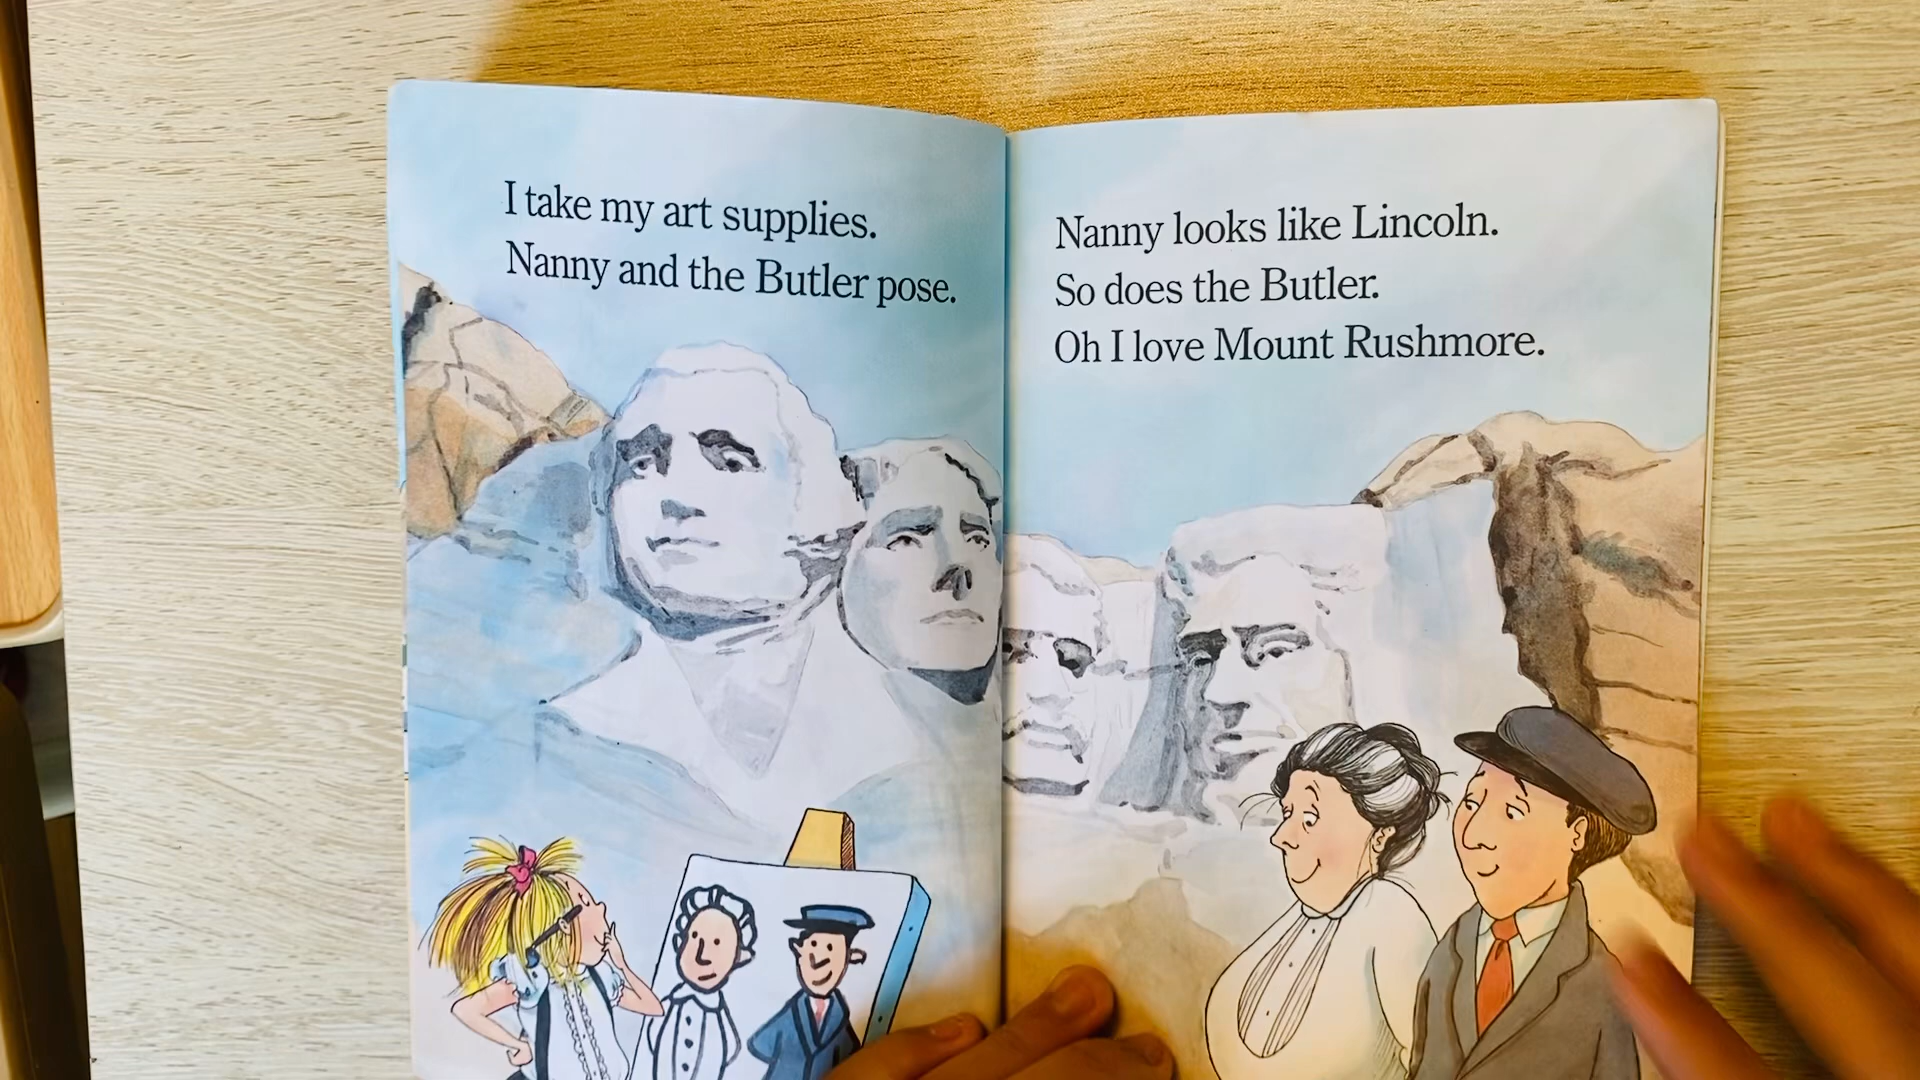 I take my art supplies.
Nanny and the Butler pose.
Nanny looks like Lincoln.
So does the Butler.
Oh I love Mount Rushmore.